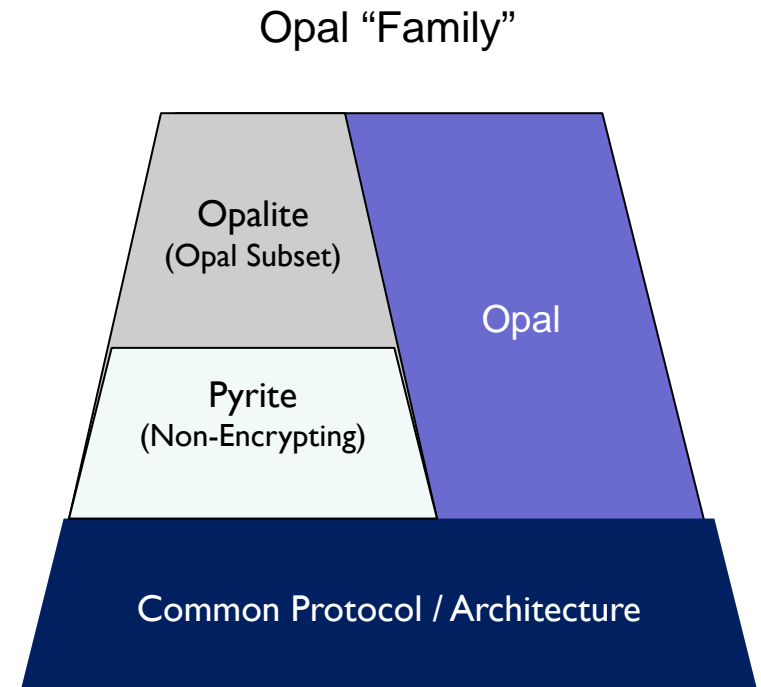 Opal “Family”
Opalite
(Opal Subset)
Opal
Pyrite
(Non-Encrypting)
Common Protocol / Architecture